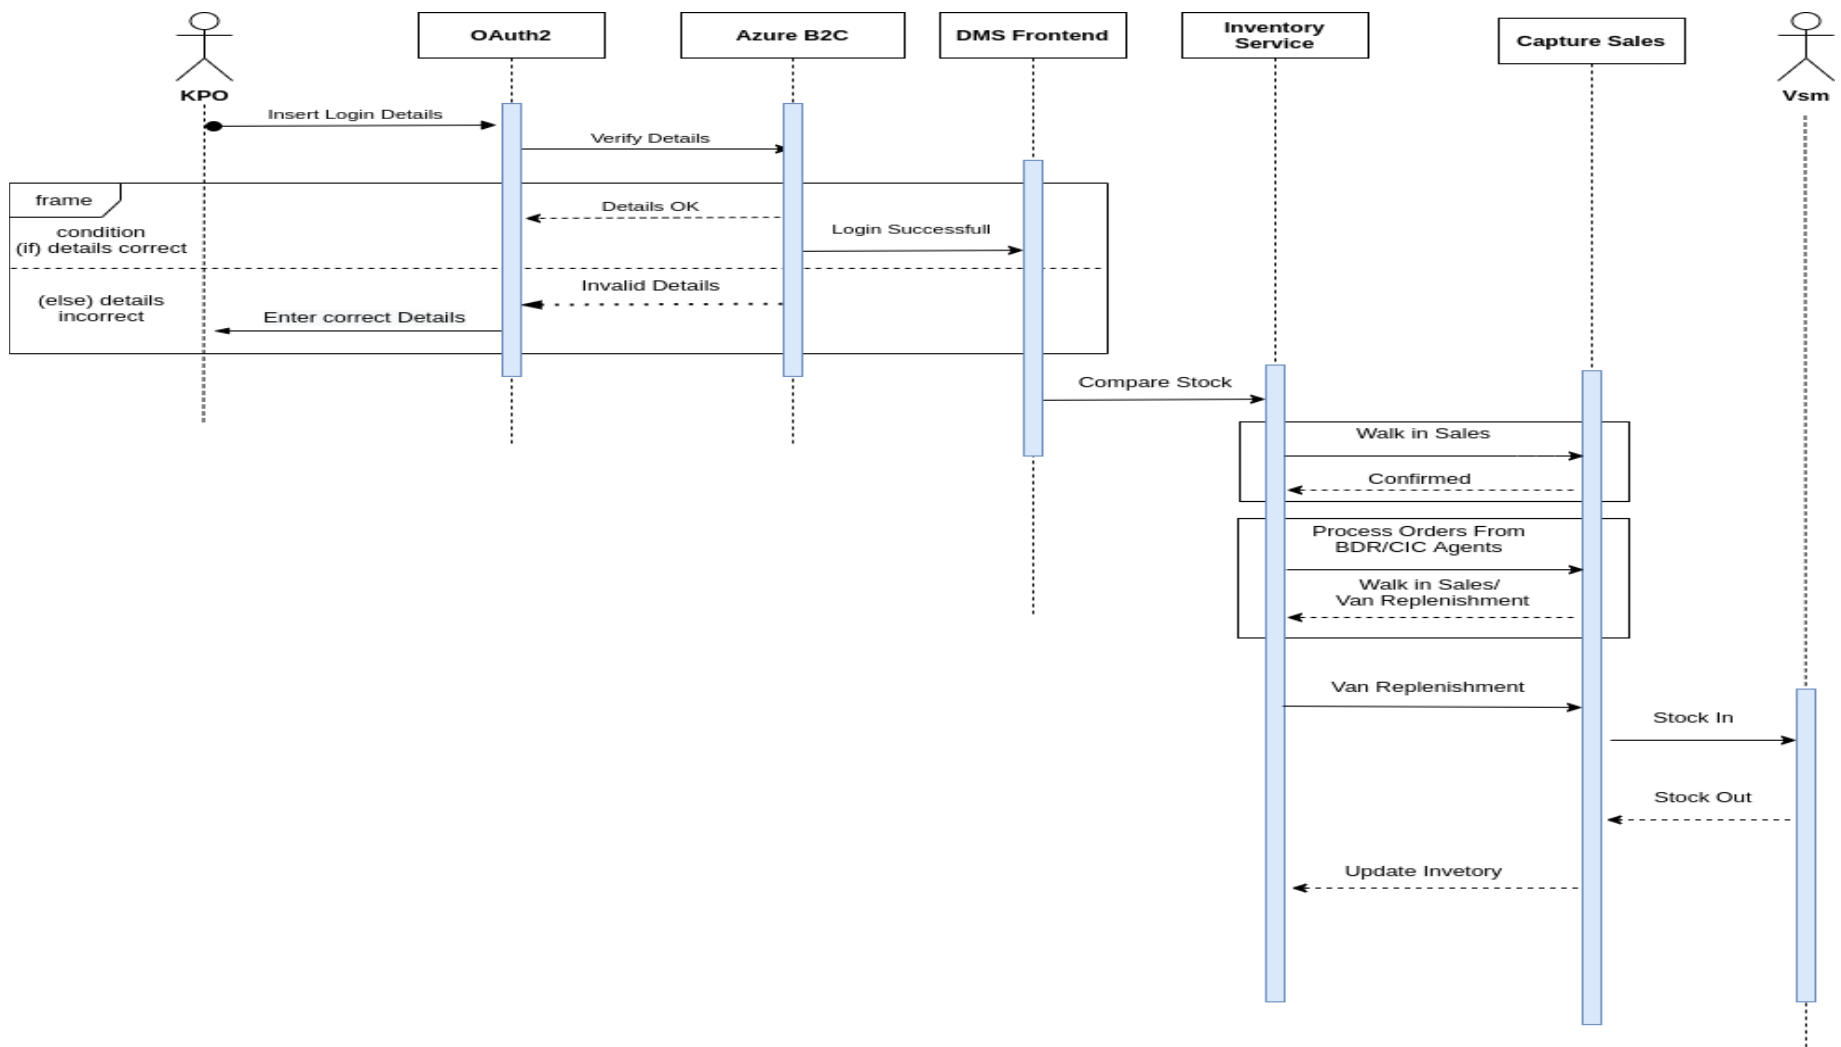 KPO
OAuth2
Azure B2C
DMS Frontend
Inventory
Service
Capture Sales
Vsm
Insert Login Details
Verify Details
frame
condition
(if) details correct
Details OK
Login Successfull
(else) details
incorrect
Invalid Details
Enter correct Details
Compare Stock
Walk in Sales
Confirmed
Process Orders From
BDR/CIC Agents
Walk in Sales/
Van Replenishment
Van Replenishment
Stock In
Stock Out
Update Invetory